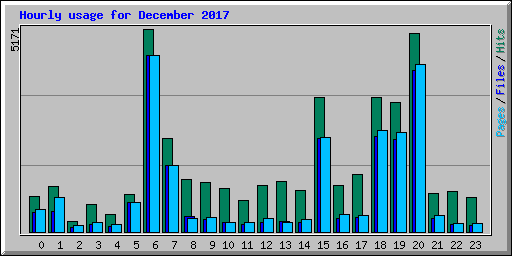 Hourly usage for December 2017
5171
Pages / Files / Hits
0 1 2 3 4 5 6 7 8 9 10 11 12 13 14 15 16 17 18 19 20 21 22 23